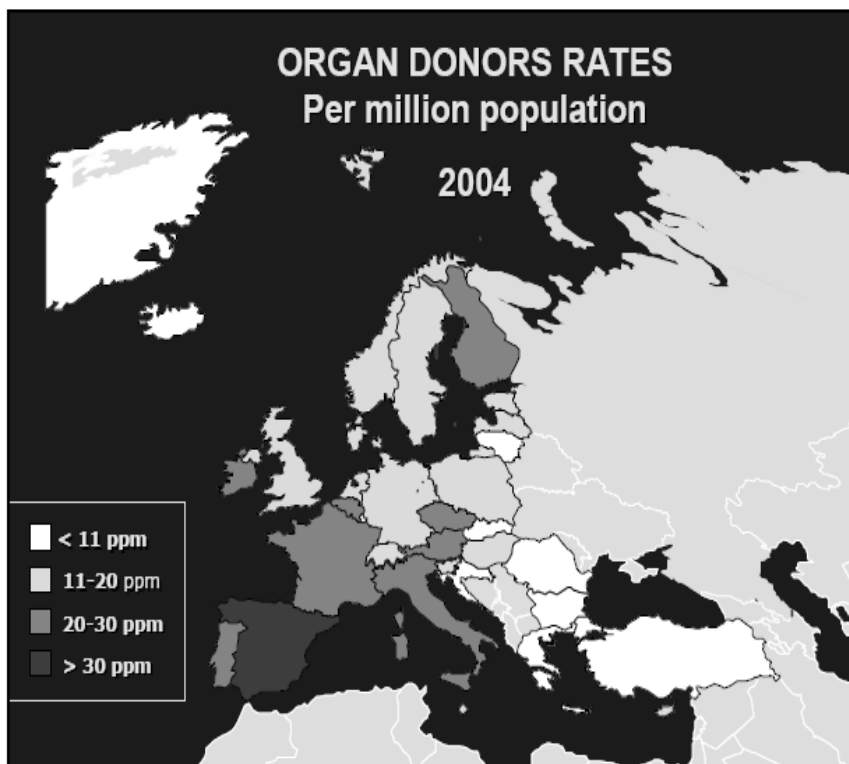 ORGAN DONORS RATES
Per million population
2004
< 11 ppm
11-20 ppm
20-30 ppm
> 30 ppm